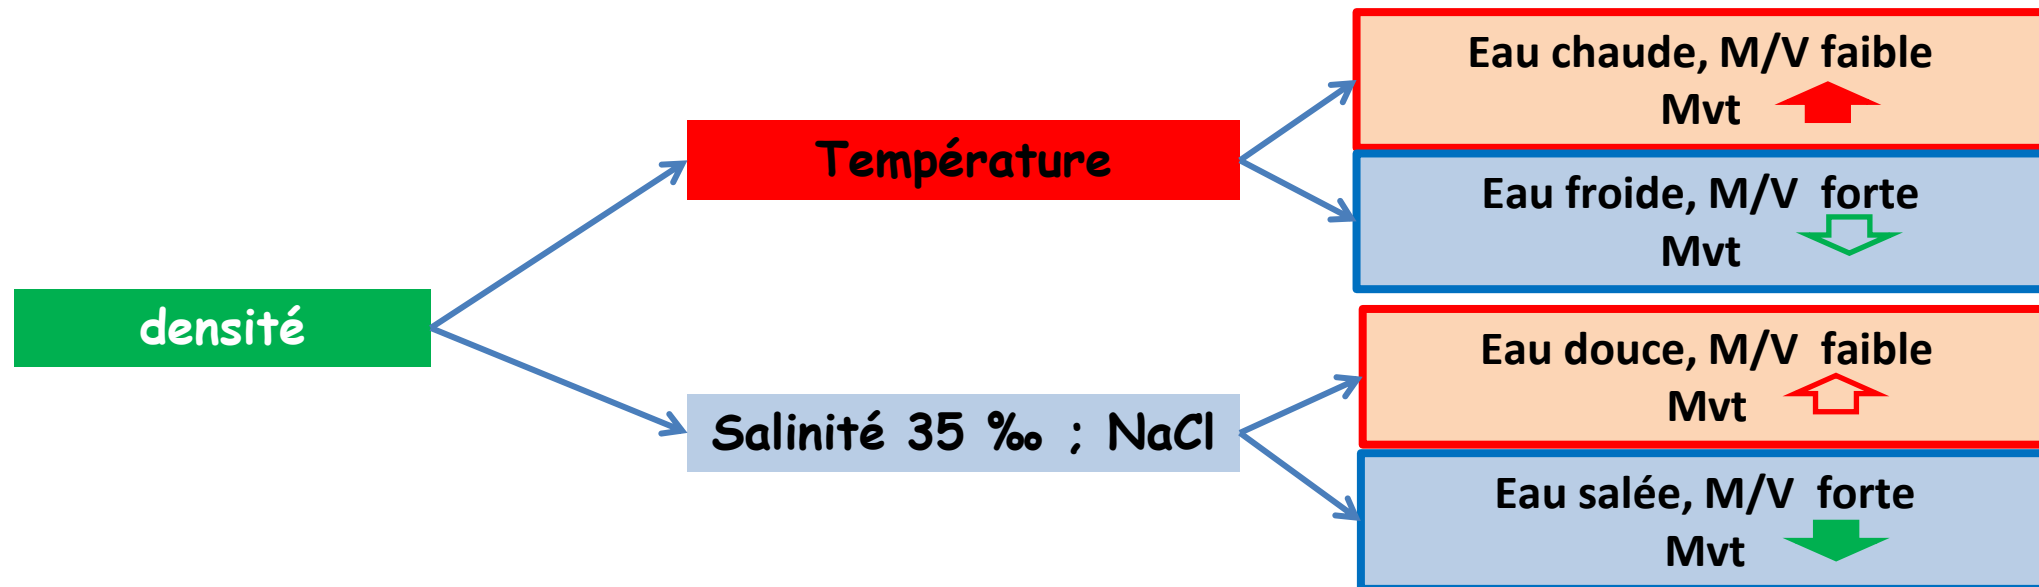 Eau chaude, M/V faible
Mvt
Température
Eau froide, M/V forte
Mvt
densité
Eau douce, M/V faible
Mvt
Salinité 35 ‰ ; NaCl
Eau salée, M/V forte
Mvt